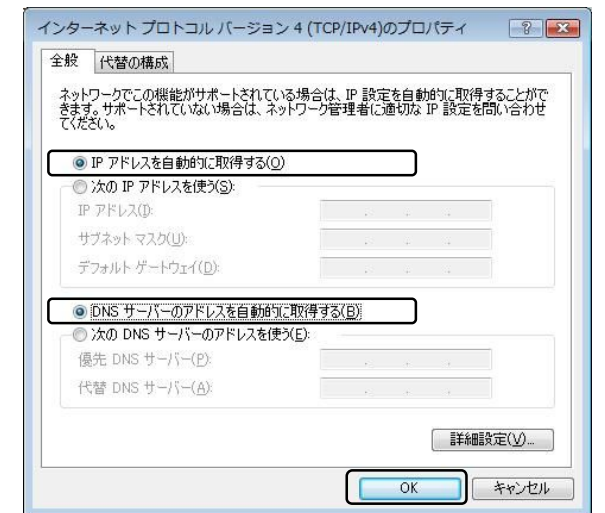 インターネット プロトコル バージョン 4 (TCP/IPv4)のプロパティ
全般 代替の構成
ネットワークでこの機能がサポートされている場合は、IP 設定を自動的に取得することがで
きます。サポートされていない場合は、ネットワーク管理者に適切な IP 設定を問い合わせ
てください。
IP アドレスを自動的に取得する(O)
次の IP アドレスを使う(S):
IP アドレス(I):
サブネット マスク(U):
デフォルト ゲートウェイ(D):
DNS サーバーのアドレスを自動的に取得する(B)
次の DNS サーバーのアドレスを使う(E):
優先 DNS サーバー(P):
代替 DNS サーバー(A):
詳細設定(V)...
OK キャンセル